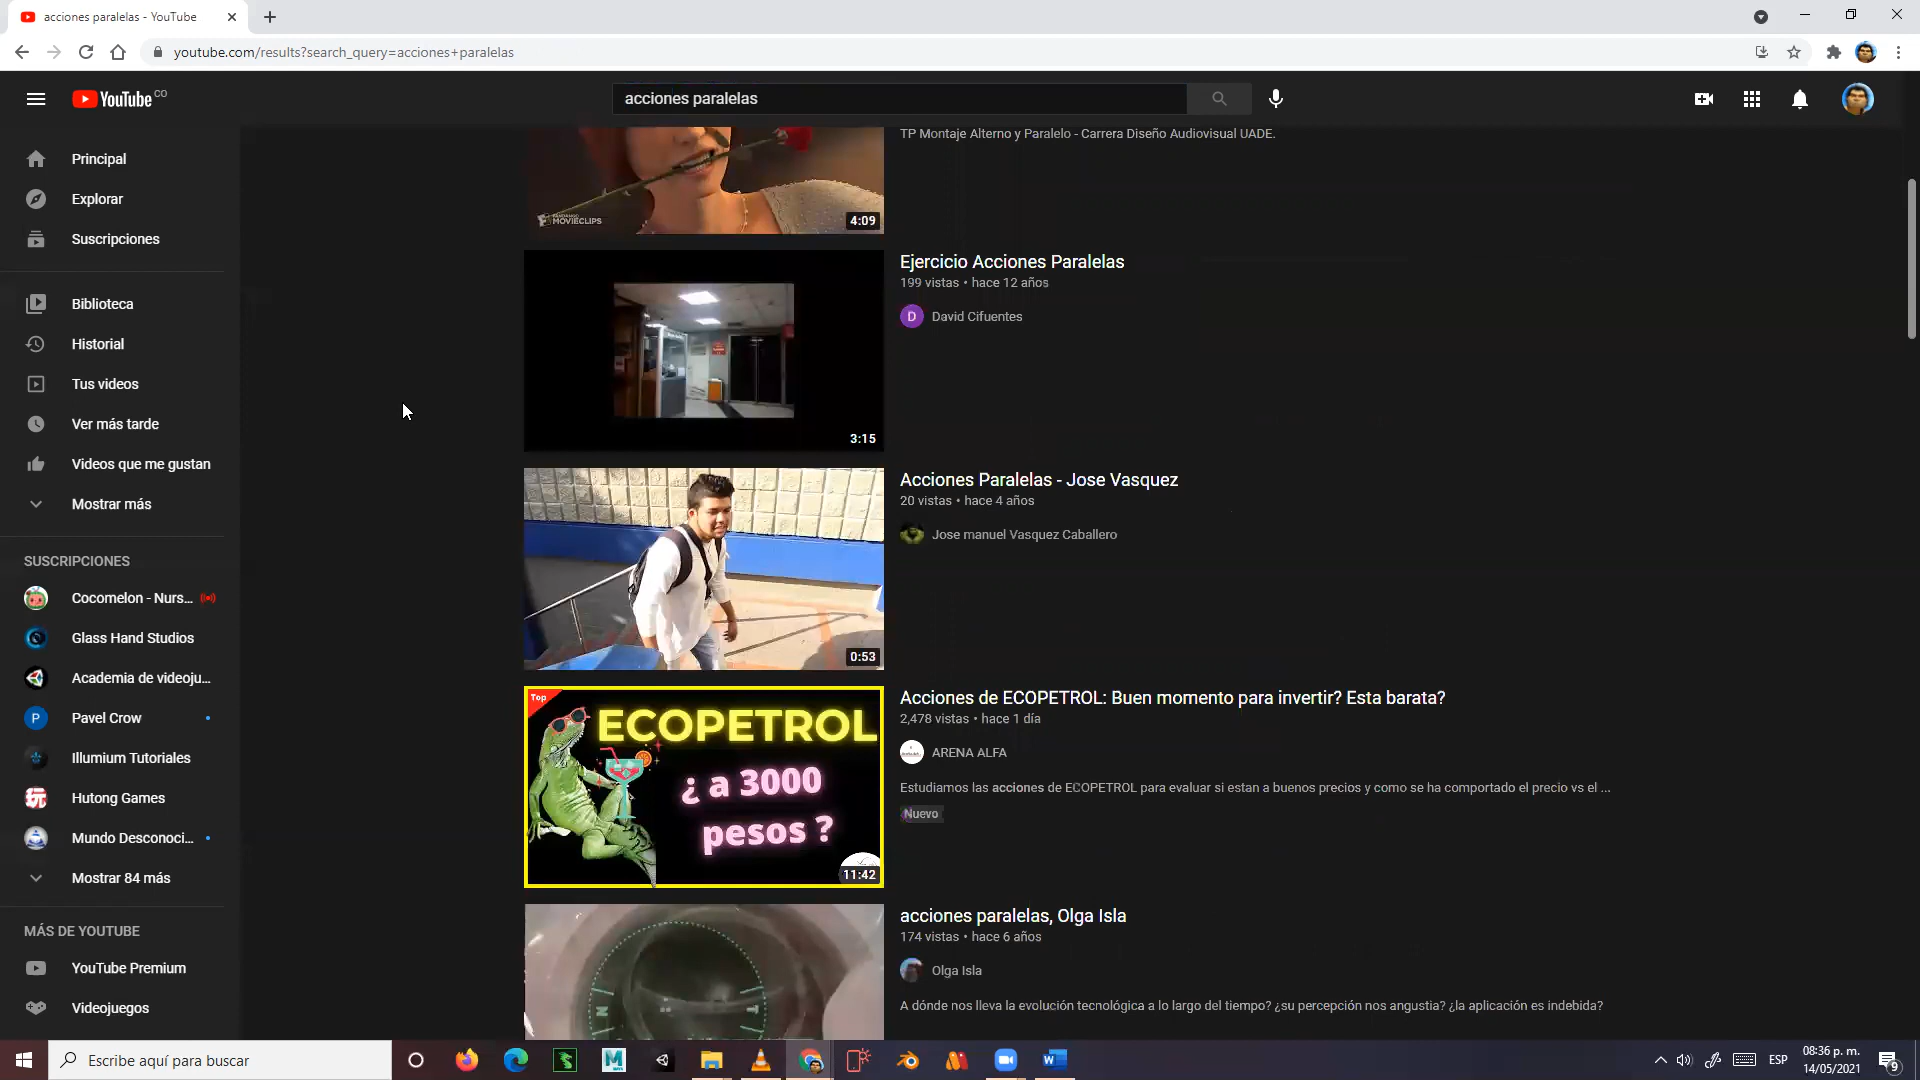 acciones paralelas - YouTube
youtube.com/results?search_query=acciones+paralelas
YouTube CO
acciones paralelas
Principal
Explorar
Suscripciones
Biblioteca
Historial
Tus videos
Ver más tarde
Videos que me gustan
Mostrar más
SUSCRIPCIONES
Cocomelon - Nurs...
Glass Hand Studios
Academia de videoju...
P Pavel Crow
Illumium Tutoriales
Hutong Games
Mundo Desconoci...
Mostrar 84 más
MÁS DE YOUTUBE
YouTube Premium
Videojuegos
TP Montaje Alterno y Paralelo - Carrera Diseño Audiovisual UADE.
FANDANGO
MOVIECLIPS
4:09
Ejercicio Acciones Paralelas
199 vistas • hace 12 años
D David Cifuentes
3:15
Acciones Paralelas - Jose Vasquez
20 vistas • hace 4 años
Jose manuel Vasquez Caballero
0:53
Acciones de ECOPETROL: Buen momento para invertir? Esta barata?
2,478 vistas • hace 1 día
ARENA ALFA
Estudiamos las acciones de ECOPETROL para evaluar si estan a buenos precios y como se ha comportado el precio vs el ...
Nuevo
Top
ECOPETROL
¿ a 3000
pesos ?
11:42
acciones paralelas, Olga Isla
174 vistas • hace 6 años
Olga Isla
A dónde nos lleva la evolución tecnológica a lo largo del tiempo? ¿su percepción nos angustia? ¿la aplicación es indebida?
Escribe aquí para buscar
ESP
08:36 p. m.
14/05/2021
9